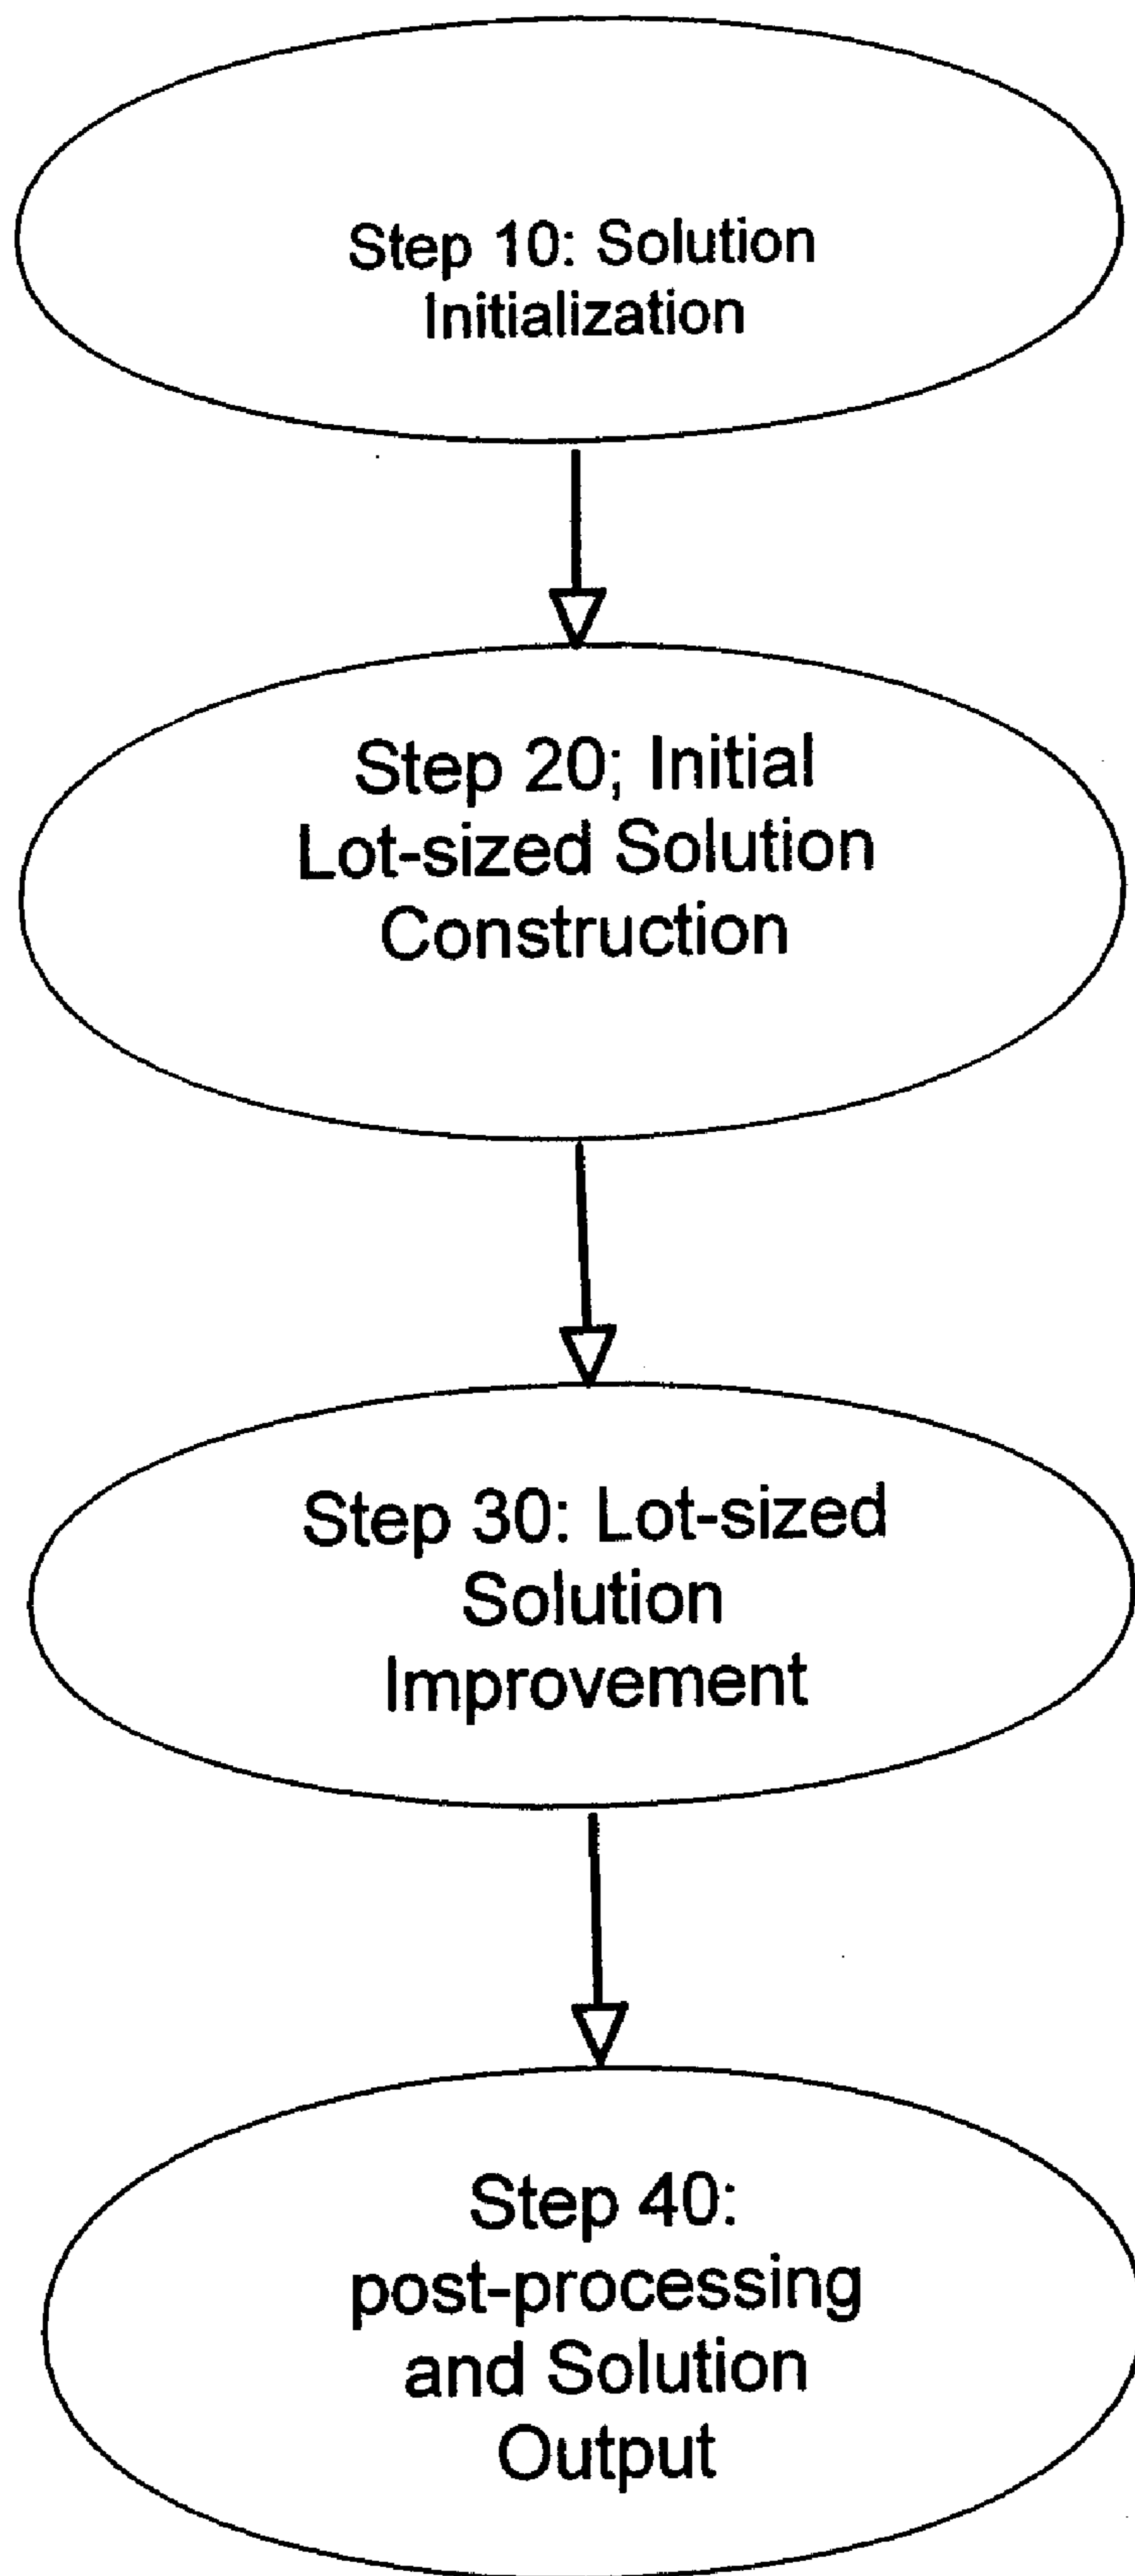 Step 10: Solution
Initialization
Step 20; Initial
Lot-sized Solution
Construction
Step 30: Lot-sized
Solution
Improvement
Step 40:
post-processing
and Solution
Output